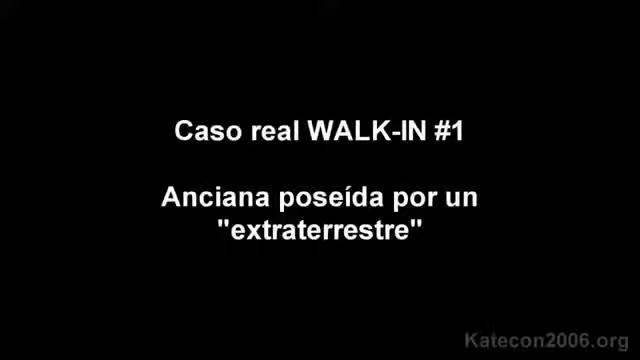 Caso real WALK-IN #1
Anciana poseída por un
"extraterrestre"
Katecon2006.org